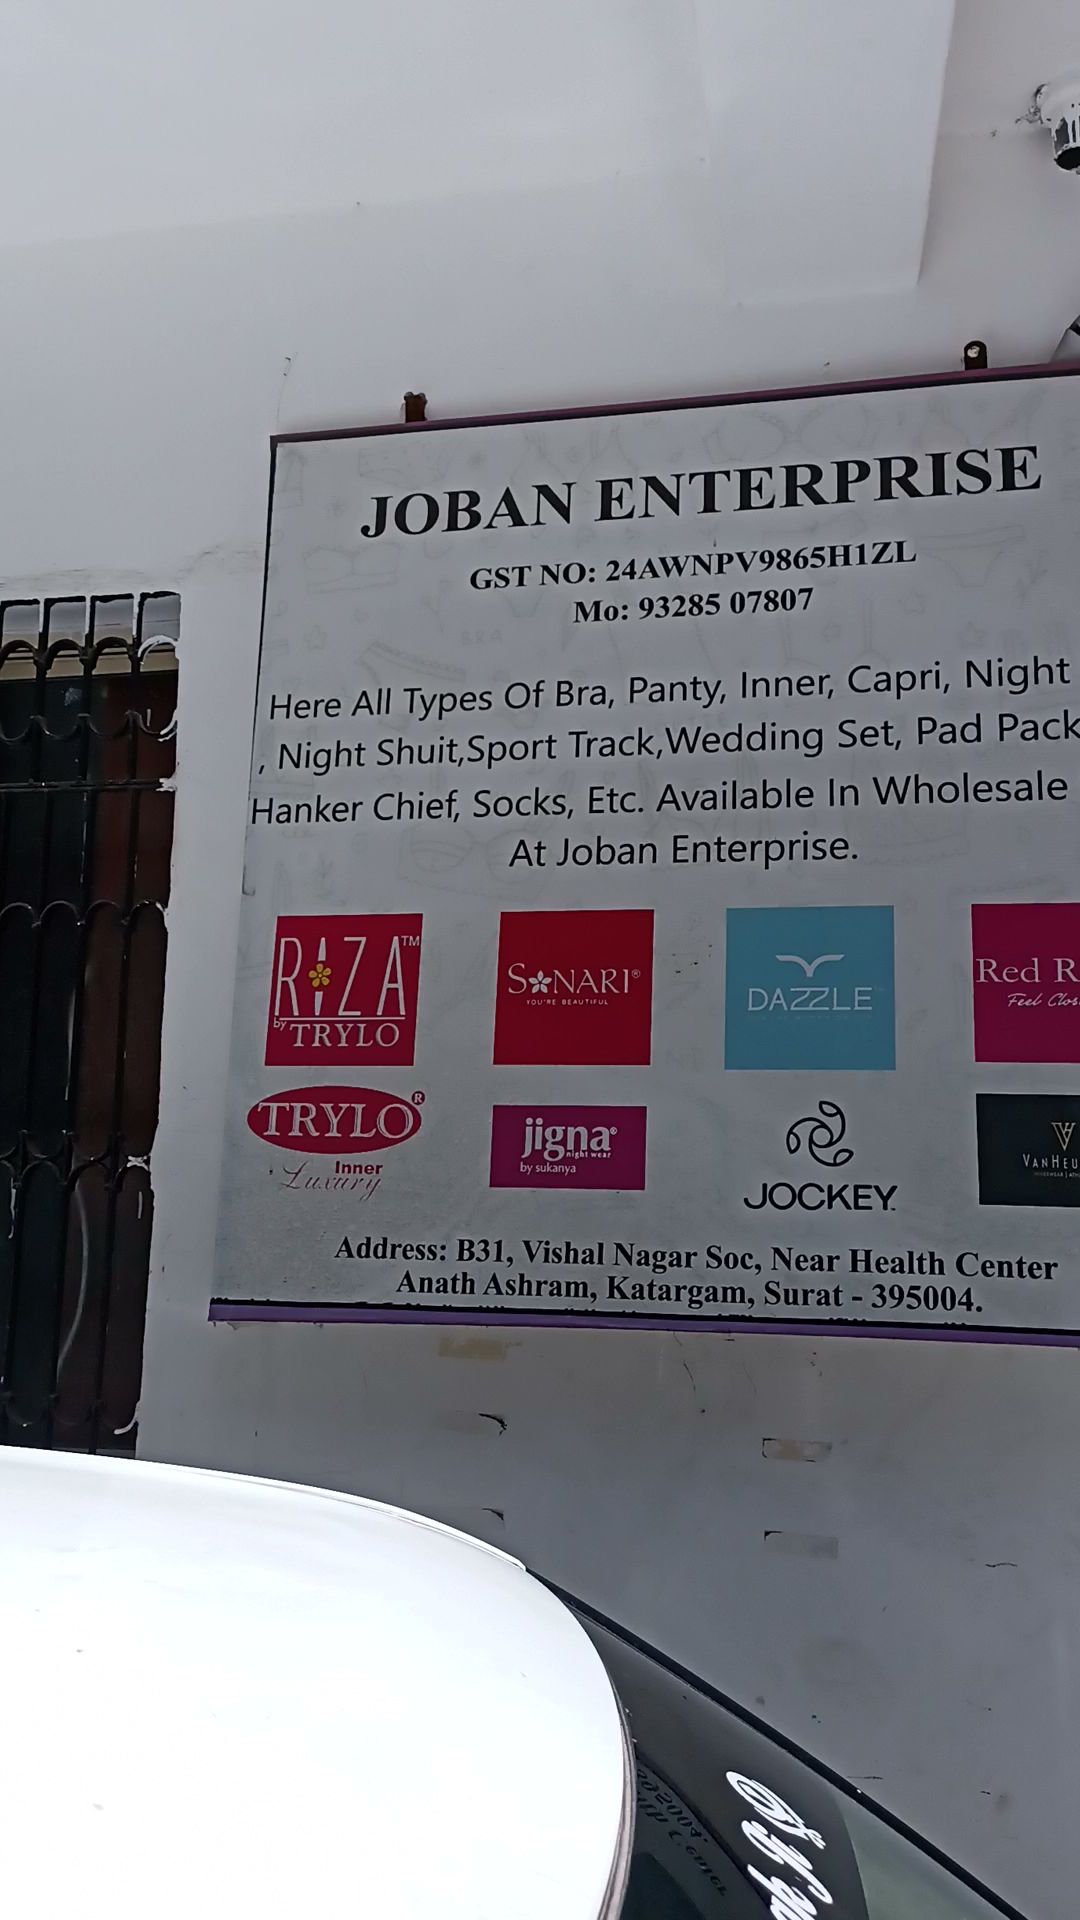 JOBAN ENTERPRISE
GST NO: 24AWNPV9865H1ZL
Mo: 93285 07807
Here All Types Of Bra, Panty, Inner, Capri, Night
, Night Shuit,Sport Track,Wedding Set, Pad Pack
Hanker Chief, Socks, Etc. Available In Wholesale
At Joban Enterprise.
RIZA™
by TRYLO
SONARI®
YOU'RE BEAUTIFUL
DAZZLE
Red R
Feel Clos
TRYLO®
Inner
Luxury
jigna®
night wear
by sukanya
JOCKEY
VANHEU
Address: B31, Vishal Nagar Soc, Near Health Center
Anath Ashram, Katargam, Surat - 395004.